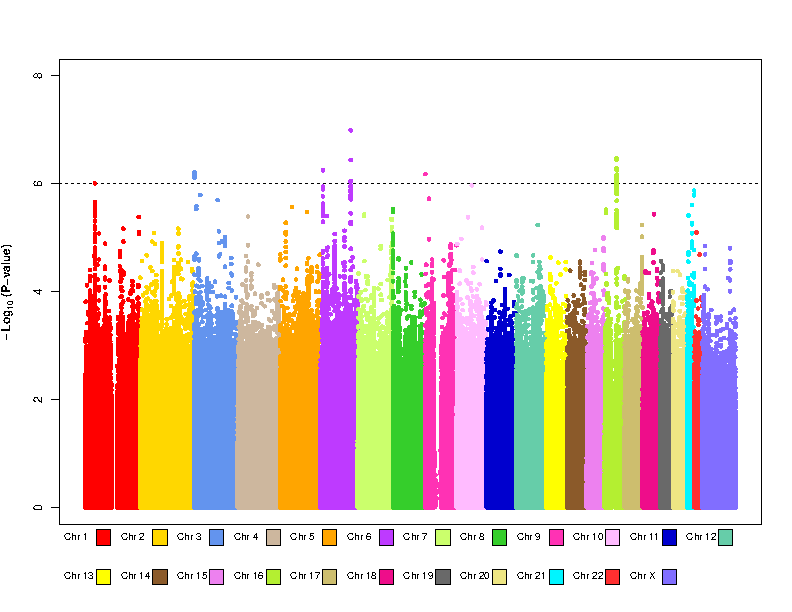 8
6
4
2
0
−Log10 (P−value)
Chr 1 Chr 2 Chr 3 Chr 4 Chr 5 Chr 6 Chr 7 Chr 8 Chr 9 Chr 10 Chr 11 Chr 12
Chr 13 Chr 14 Chr 15 Chr 16 Chr 17 Chr 18 Chr 19 Chr 20 Chr 21 Chr 22 Chr X